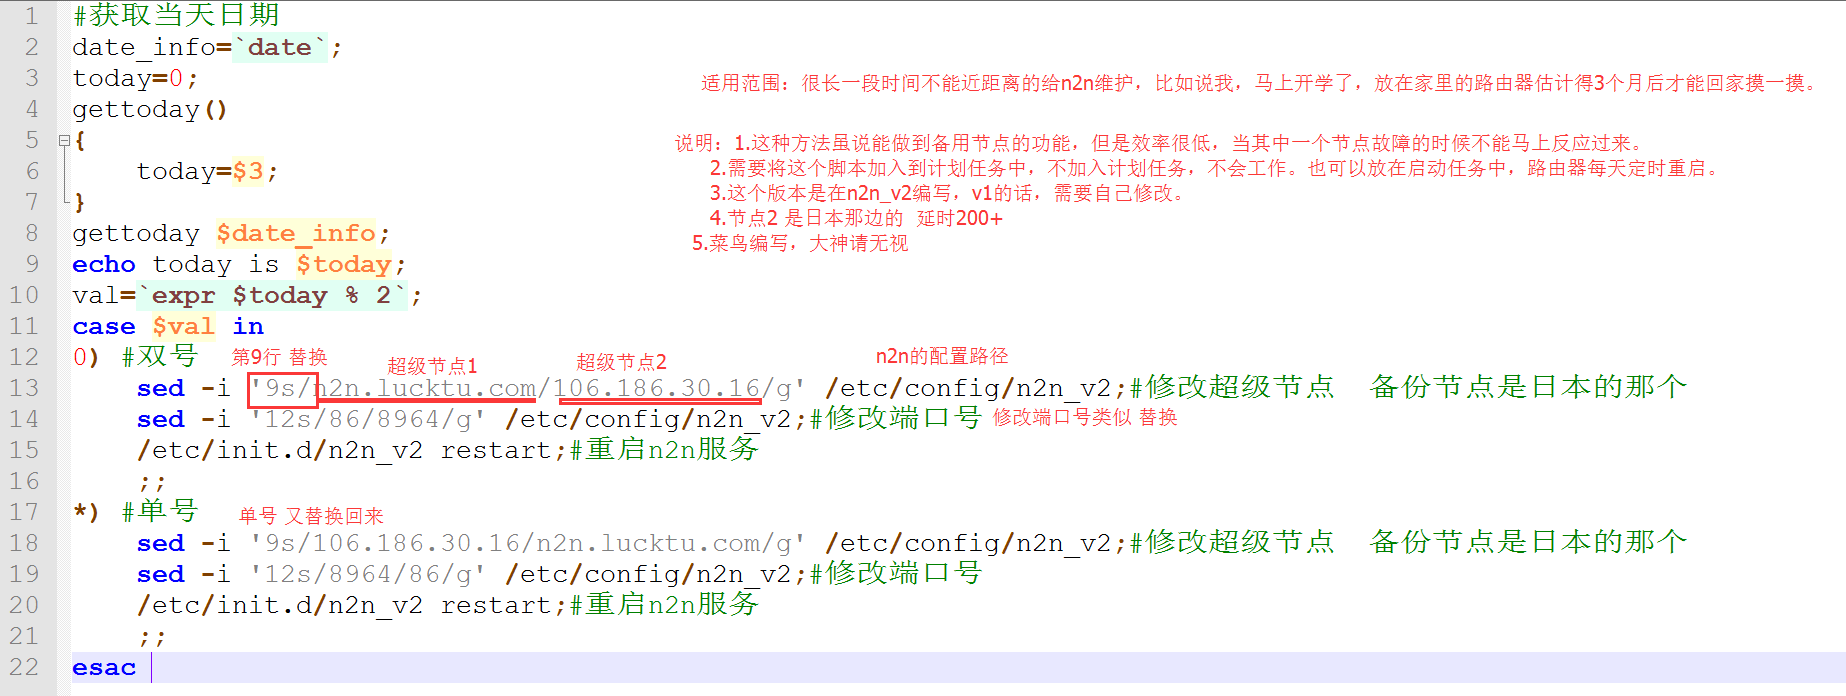 1 #获取当天日期
2 date_info=`date`;
3 today=0;
适用范围：很长一段时间不能近距离的给n2n维护，比如说我，马上开学了，放在家里的路由器估计得3个月后才能回家摸一摸。
4 gettoday()
5 {
说明：1.这种方法虽说能做到备用节点的功能，但是效率很低，当其中一个节点故障的时候不能马上反应过来。
6 today=$3;
2.需要将这个脚本加入到计划任务中，不加入计划任务，不会工作。也可以放在启动任务中，路由器每天定时重启。
7 }
3.这个版本是在n2n_v2编写，v1的话，需要自己修改。
4.节点2 是日本那边的 延时200+
8 gettoday $date_info;
5.菜鸟编写，大神请无视
9 echo today is $today;
10 val=`expr $today % 2`;
11 case $val in
12 0) #双号 第9行 替换 超级节点1 超级节点2 n2n的配置路径
13 sed -i '9s/n2n.lucktu.com/106.186.30.16/g' /etc/config/n2n_v2;#修改超级节点 备份节点是日本的那个
14 sed -i '12s/86/8964/g' /etc/config/n2n_v2;#修改端口号 修改端口号类似 替换
15 /etc/init.d/n2n_v2 restart;#重启n2n服务
16 ;;
17 *) #单号 单号 又替换回来
18 sed -i '9s/106.186.30.16/n2n.lucktu.com/g' /etc/config/n2n_v2;#修改超级节点 备份节点是日本的那个
19 sed -i '12s/8964/86/g' /etc/config/n2n_v2;#修改端口号
20 /etc/init.d/n2n_v2 restart;#重启n2n服务
21 ;;
22 esac